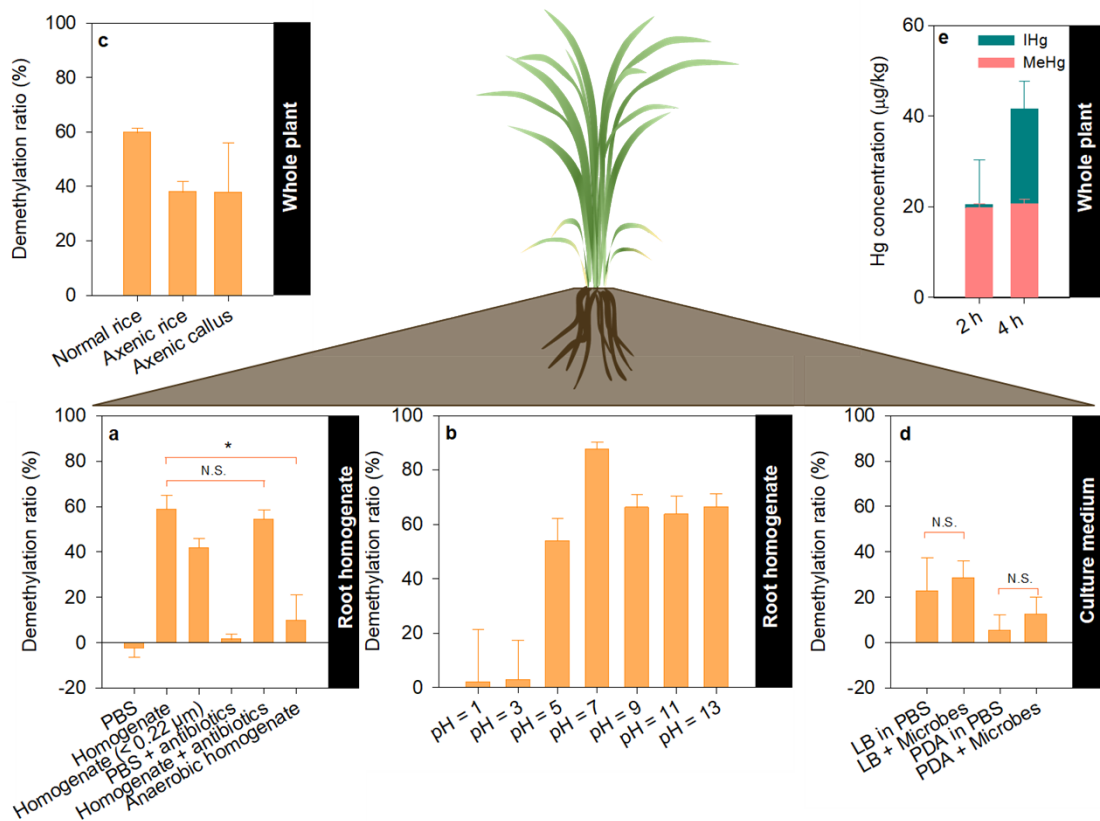 c
Demethylation ratio (%)
100
80
60
40
20
0
Normal rice
Axenic rice
Axenic callus
Whole plant
e
Hg concentration (µg/kg)
60
40
20
0
IHg
MeHg
2 h
4 h
Whole plant
a
Demethylation ratio (%)
100
80
60
40
20
0
-20
*
N.S.
PBS
Homogenate
Homogenate (< 0.22 µm)
PBS + antibiotics
Homogenate + antibiotics
Anaerobic homogenate
Root homogenate
b
Demethylation ratio (%)
100
80
60
40
20
0
pH = 1
pH = 3
pH = 5
pH = 7
pH = 9
pH = 11
pH = 13
Root homogenate
d
Demethylation ratio (%)
100
80
60
40
20
0
-20
N.S.
N.S.
LB in PBS
LB + Microbes
PDA in PBS
PDA + Microbes
Culture medium